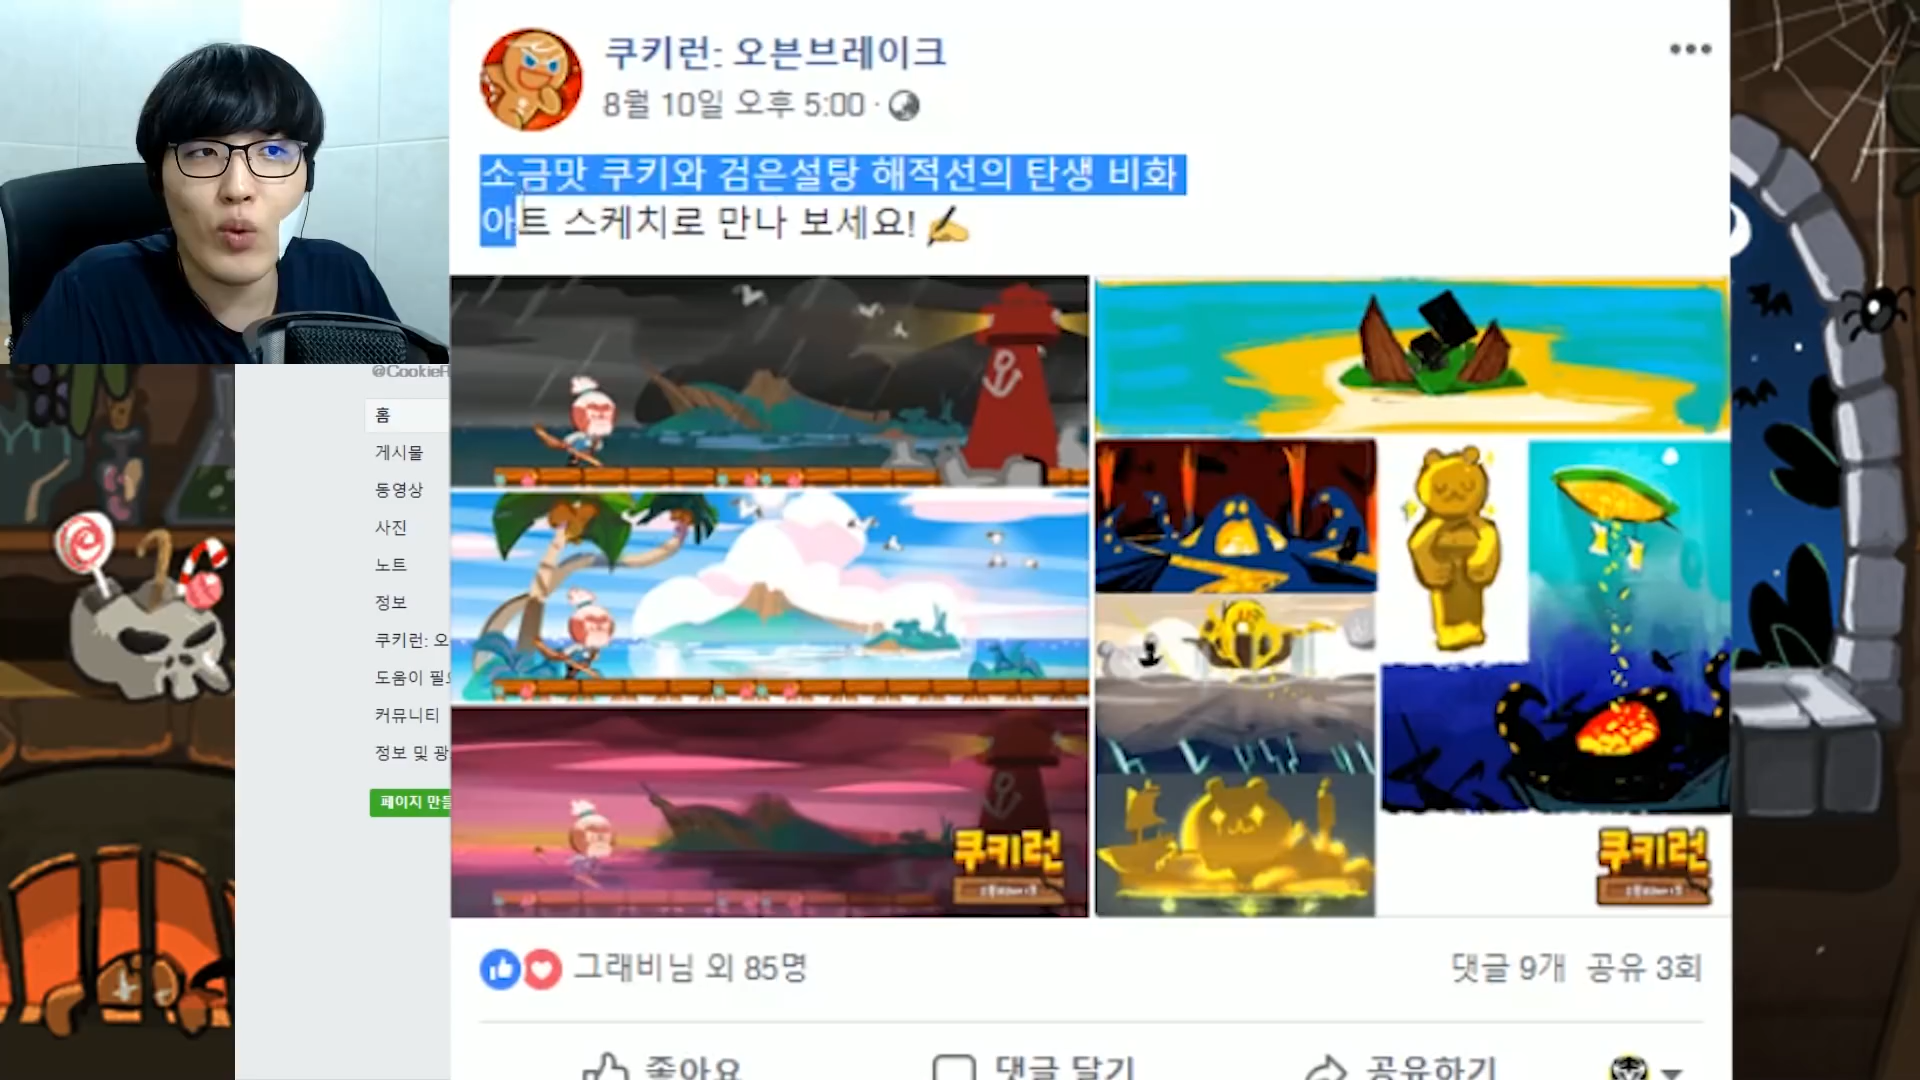 쿠키런: 오븐브레이크
8월 10일 오후 5:00 ·
소금맛 쿠키와 검은설탕 해적선의 탄생 비화
아트 스케치로 만나 보세요!
쿠키런
쿠키런
그래비님 외 85명
댓글 9개 공유 3회
좋아요
댓글 달기
공유하기
@CookieR
홈
게시물
동영상
사진
노트
정보
쿠키런: 오
도움이 필
커뮤니티
정보 및 광
페이지 만들